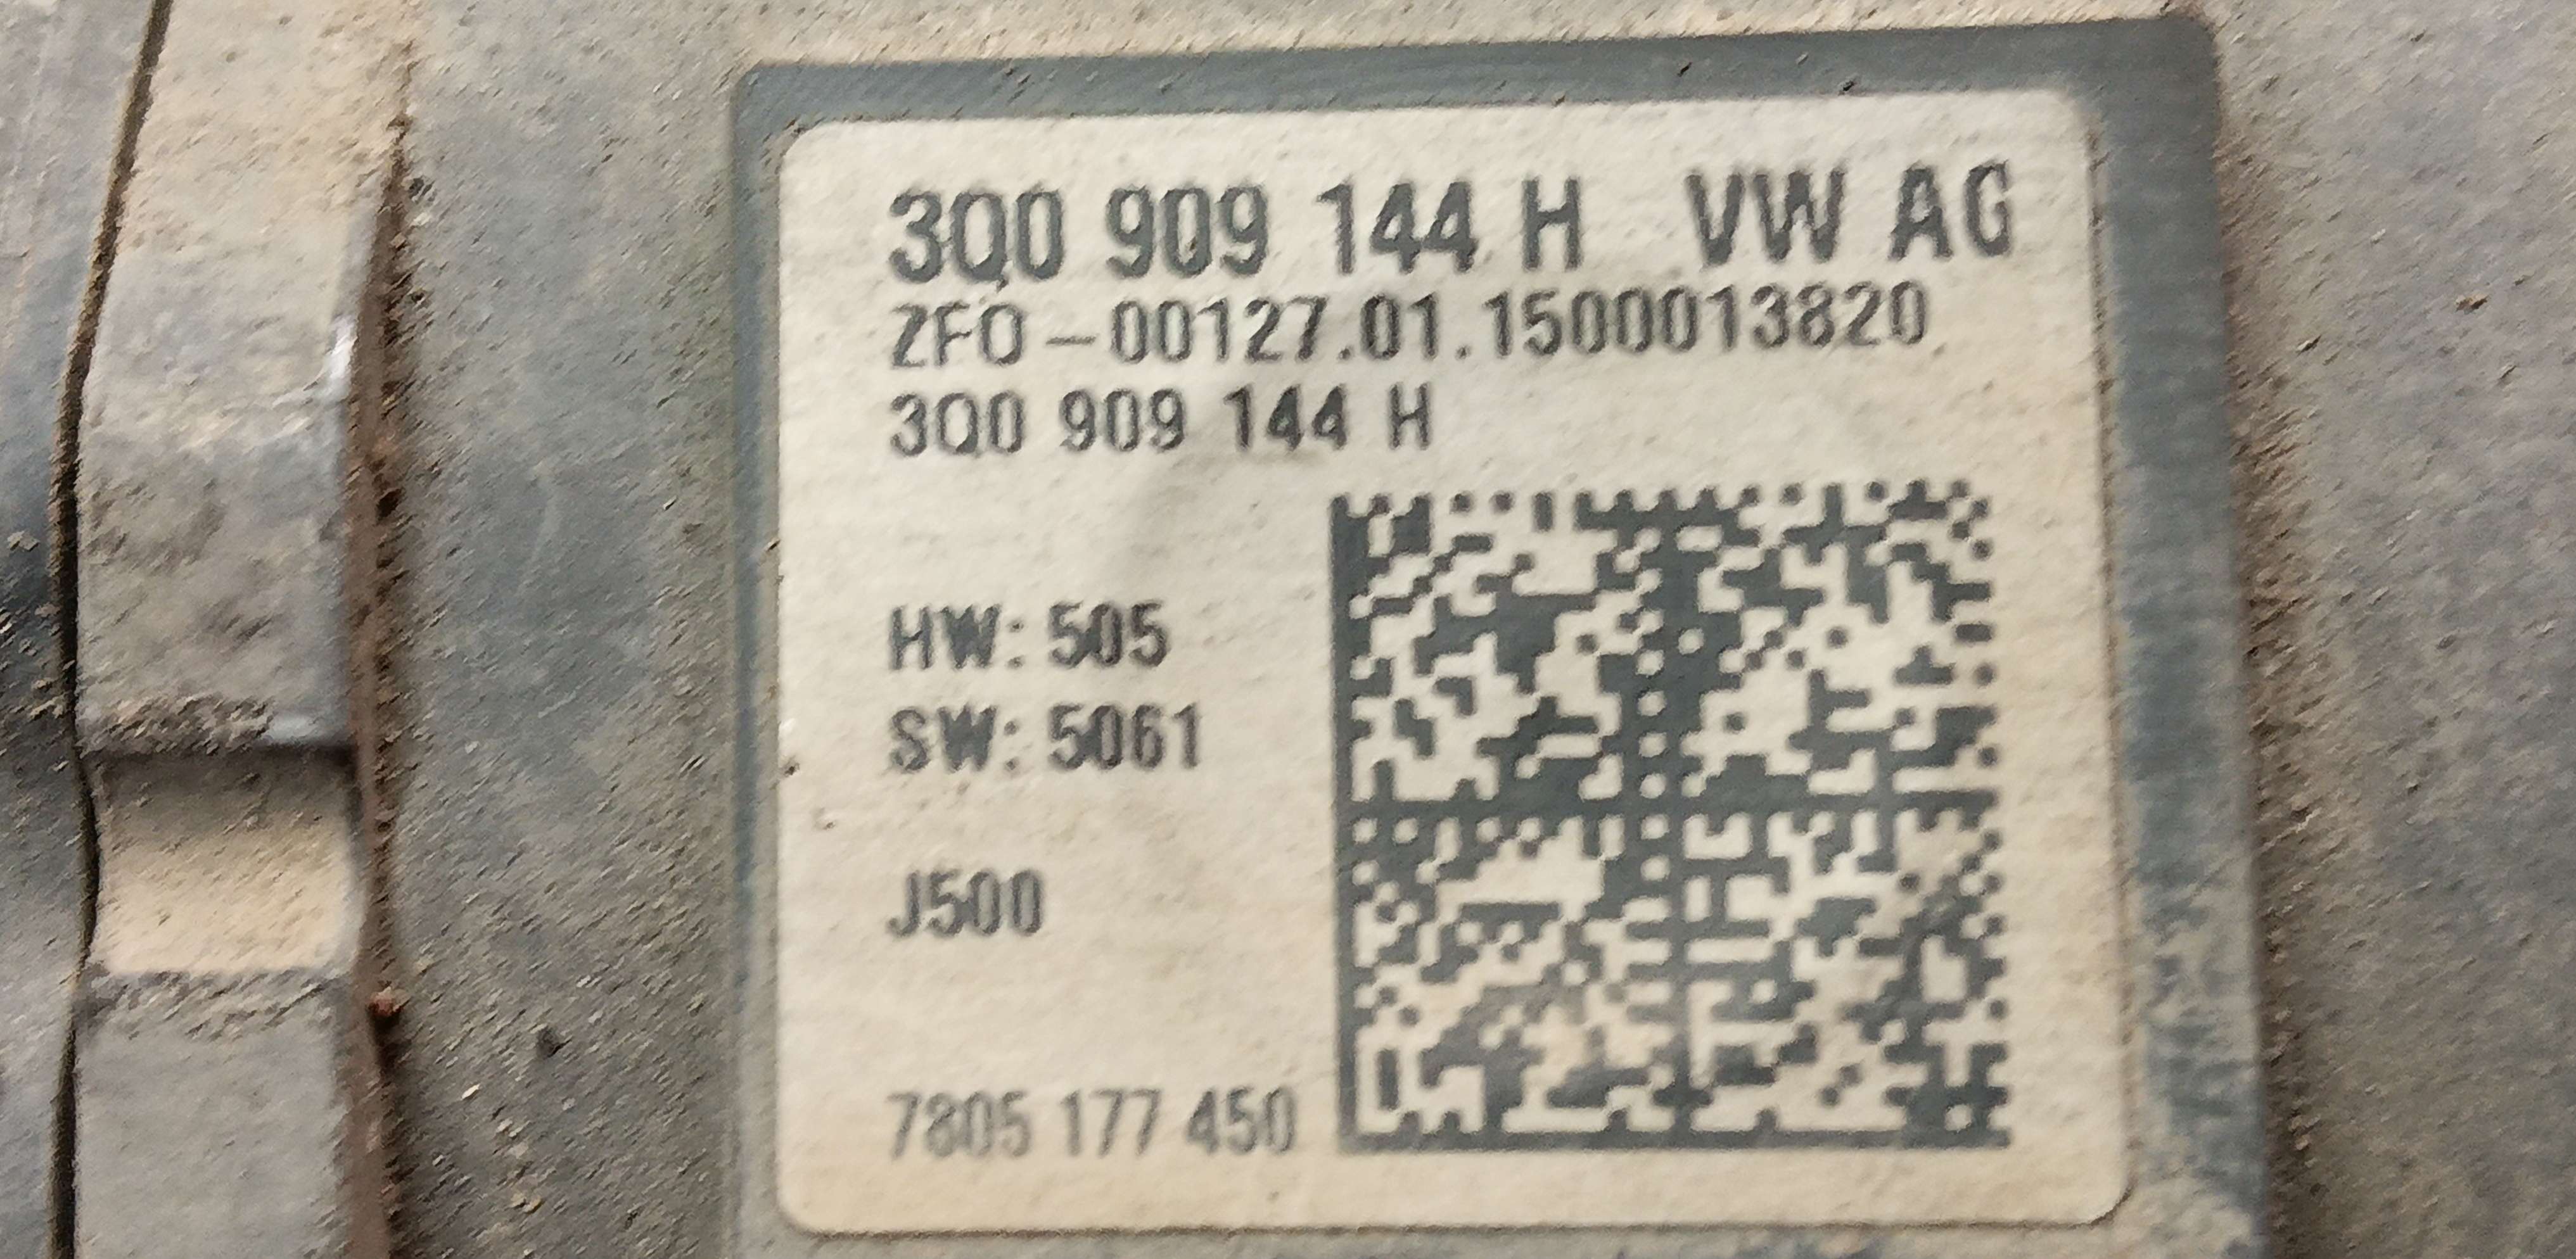 3Q0 909 144 H VW AG
ZFO-00127.01.1500013820
3Q0 909 144 H
HW: 505
SW: 5061
J500
7805 177 450